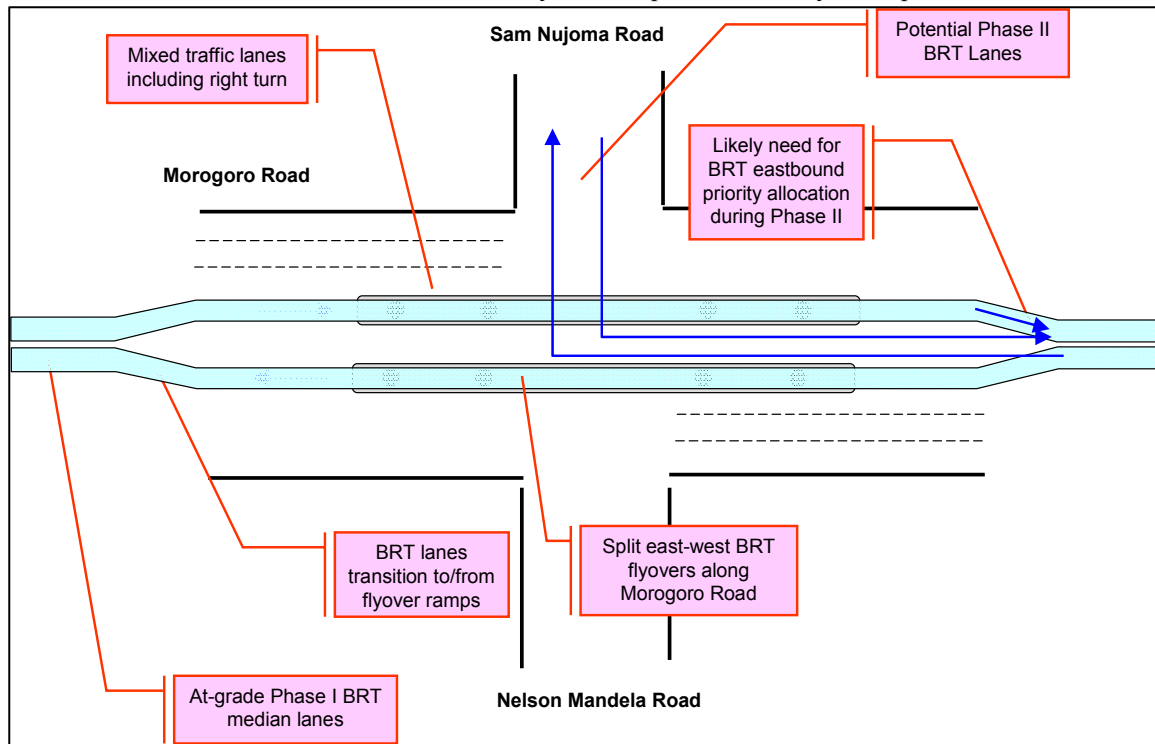 Sam Nujoma Road
Potential Phase II
BRT Lanes
Mixed traffic lanes
including right turn
Likely need for
BRT eastbound
priority allocation
during Phase II
Morogoro Road
BRT lanes
transition to/from
flyover ramps
Split east-west BRT
flyovers along
Morogoro Road
At-grade Phase I BRT
median lanes
Nelson Mandela Road